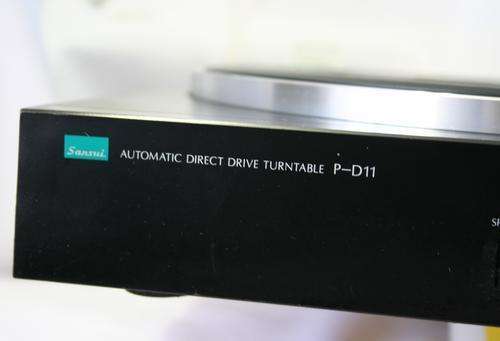 Sansui AUTOMATIC DIRECT DRIVE TURNTABLE P-D11